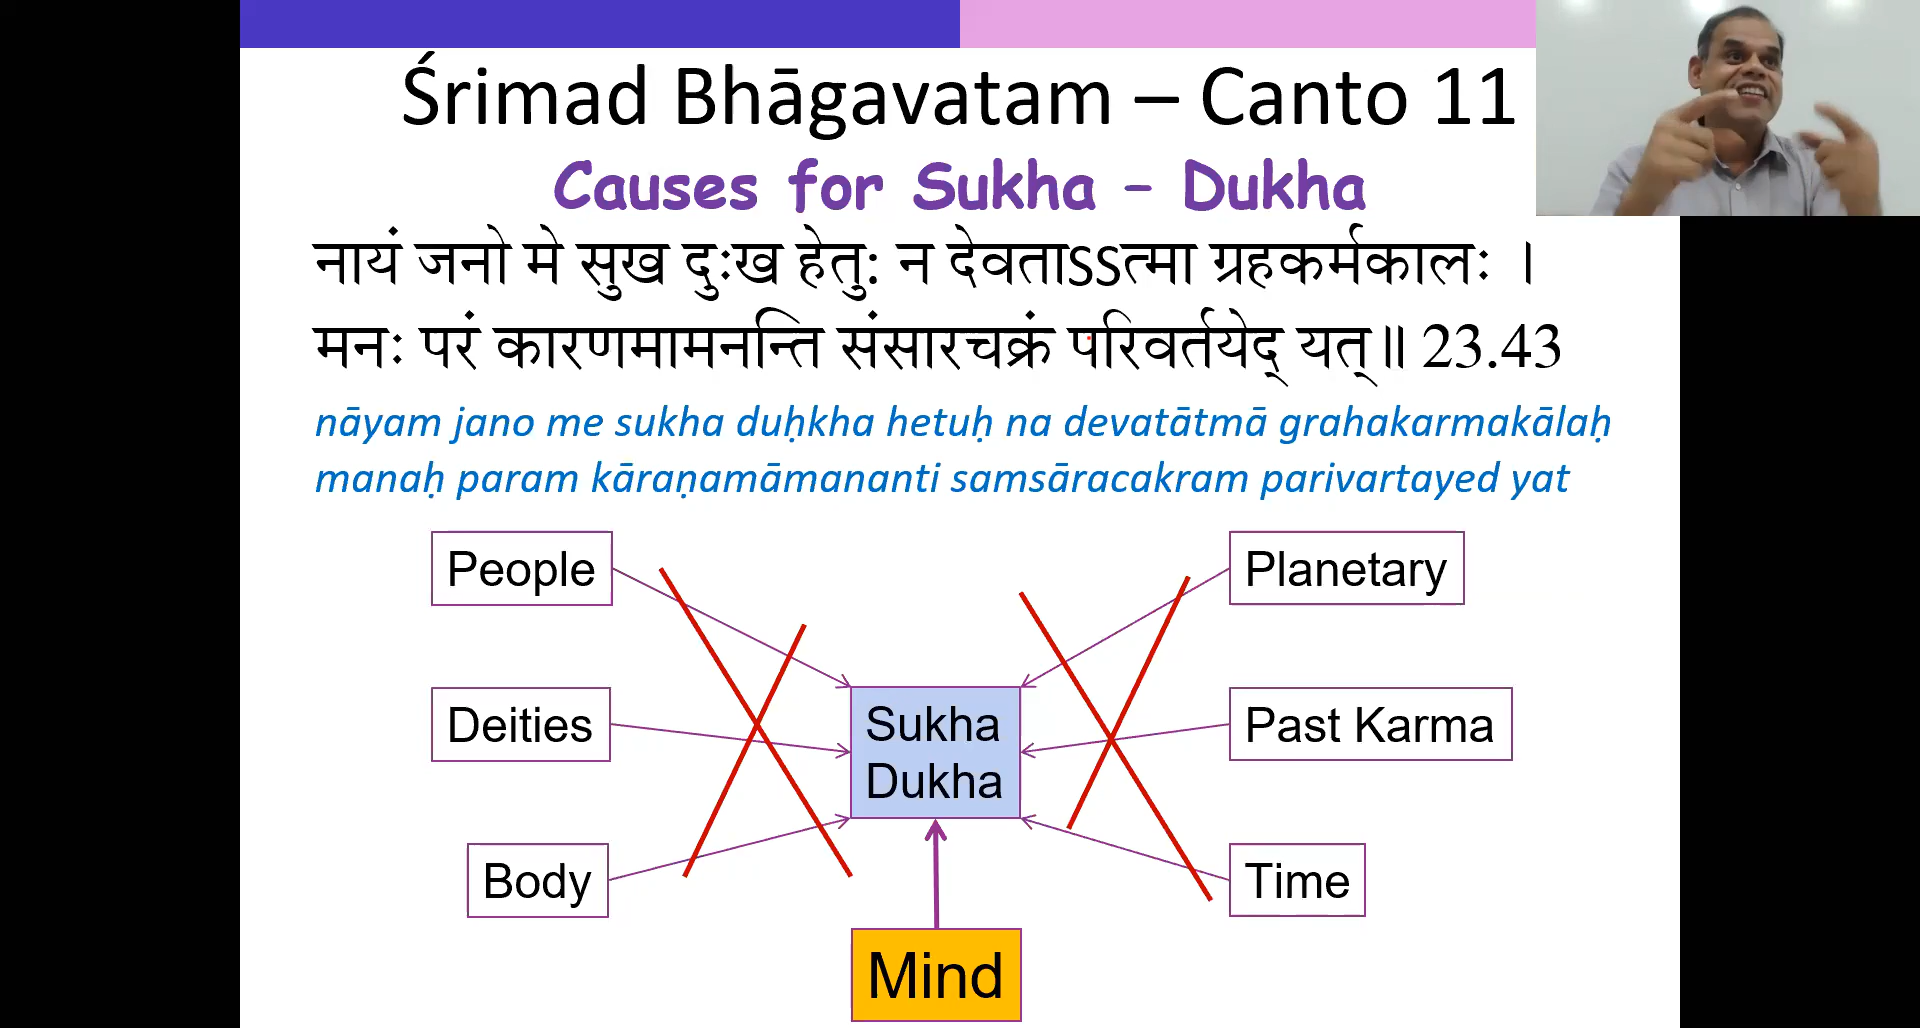 Śrimad Bhāgavatam – Canto 11
Causes for Sukha – Dukha
नायं जनो मे सुख दुःख हेतु: न देवताऽऽत्मा ग्रहकर्मकालः ।
मनः परं कारणमामनन्ति संसारचक्रं परिवर्तयेद् यत्॥ 23.43
nāyam jano me sukha duḥkha hetuḥ na devatātmā grahakarmakālaḥ
manaḥ param kāraṇamāmananti samsāracakram parivartayed yat
People
Planetary
Deities
Sukha
Dukha
Past Karma
Body
Time
Mind